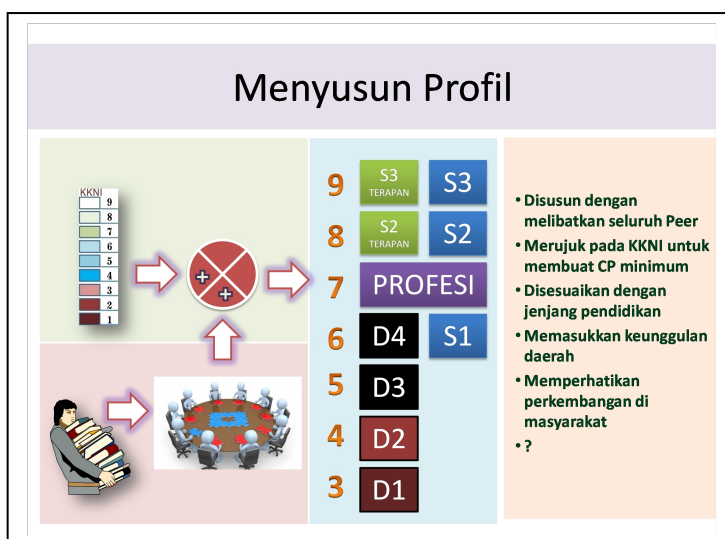 Menyusun Profil
KKNI
9
8
7
6
5
4
3
2
1
9 S3 TERAPAN S3
8 S2 TERAPAN S2
7 PROFESI
6 D4 S1
5 D3
4 D2
3 D1
• Disusun dengan
melibatkan seluruh Peer
• Merujuk pada KKNI untuk
membuat CP minimum
• Disesuaikan dengan
jenjang pendidikan
• Memasukkan keunggulan
daerah
• Memperhatikan
perkembangan di
masyarakat
• ?